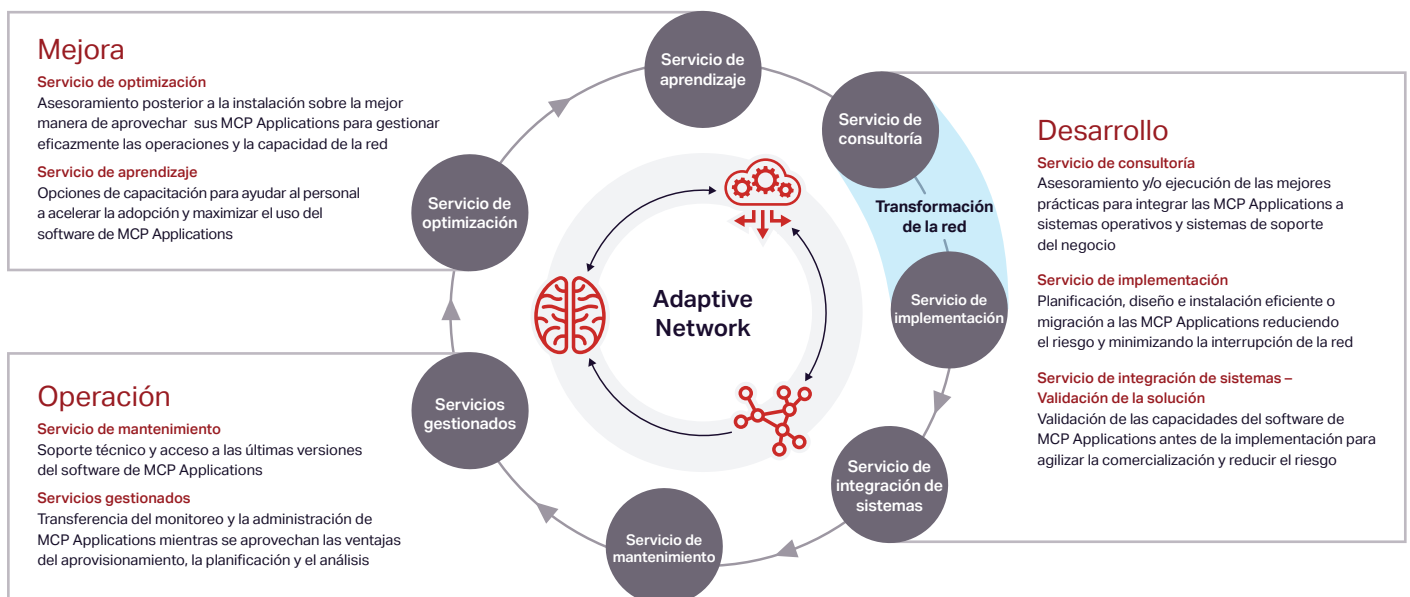 Mejora
Servicio de optimización
Asesoramiento posterior a la instalación sobre la mejor
manera de aprovechar sus MCP Applications para gestionar
eficazmente las operaciones y la capacidad de la red
Servicio de aprendizaje
Opciones de capacitación para ayudar al personal
a acelerar la adopción y maximizar el uso del
software de MCP Applications
Operación
Servicio de mantenimiento
Soporte técnico y acceso a las últimas versiones
del software de MCP Applications
Servicios gestionados
Transferencia del monitoreo y la administración de
MCP Applications mientras se aprovechan las ventajas
del aprovisionamiento, la planificación y el análisis
Servicio de
aprendizaje
Servicio de
consultoría
Transformación
de la red
Servicio de
implementación
Servicio de
integración de
sistemas
Servicio de
mantenimiento
Servicios
gestionados
Servicio de
optimización
Adaptive
Network
Desarrollo
Servicio de consultoría
Asesoramiento y/o ejecución de las mejores
prácticas para integrar las MCP Applications a
sistemas operativos y sistemas de soporte
del negocio
Servicio de implementación
Planificación, diseño e instalación eficiente o
migración a las MCP Applications reduciendo
el riesgo y minimizando la interrupción de la red
Servicio de integración de sistemas –
Validación de la solución
Validación de las capacidades del software de
MCP Applications antes de la implementación para
agilizar la comercialización y reducir el riesgo